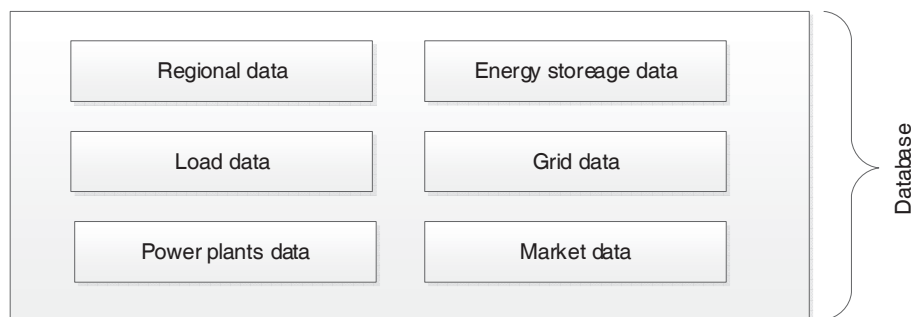 Regional data
Energy storeage data
Load data
Grid data
Power plants data
Market data
Database